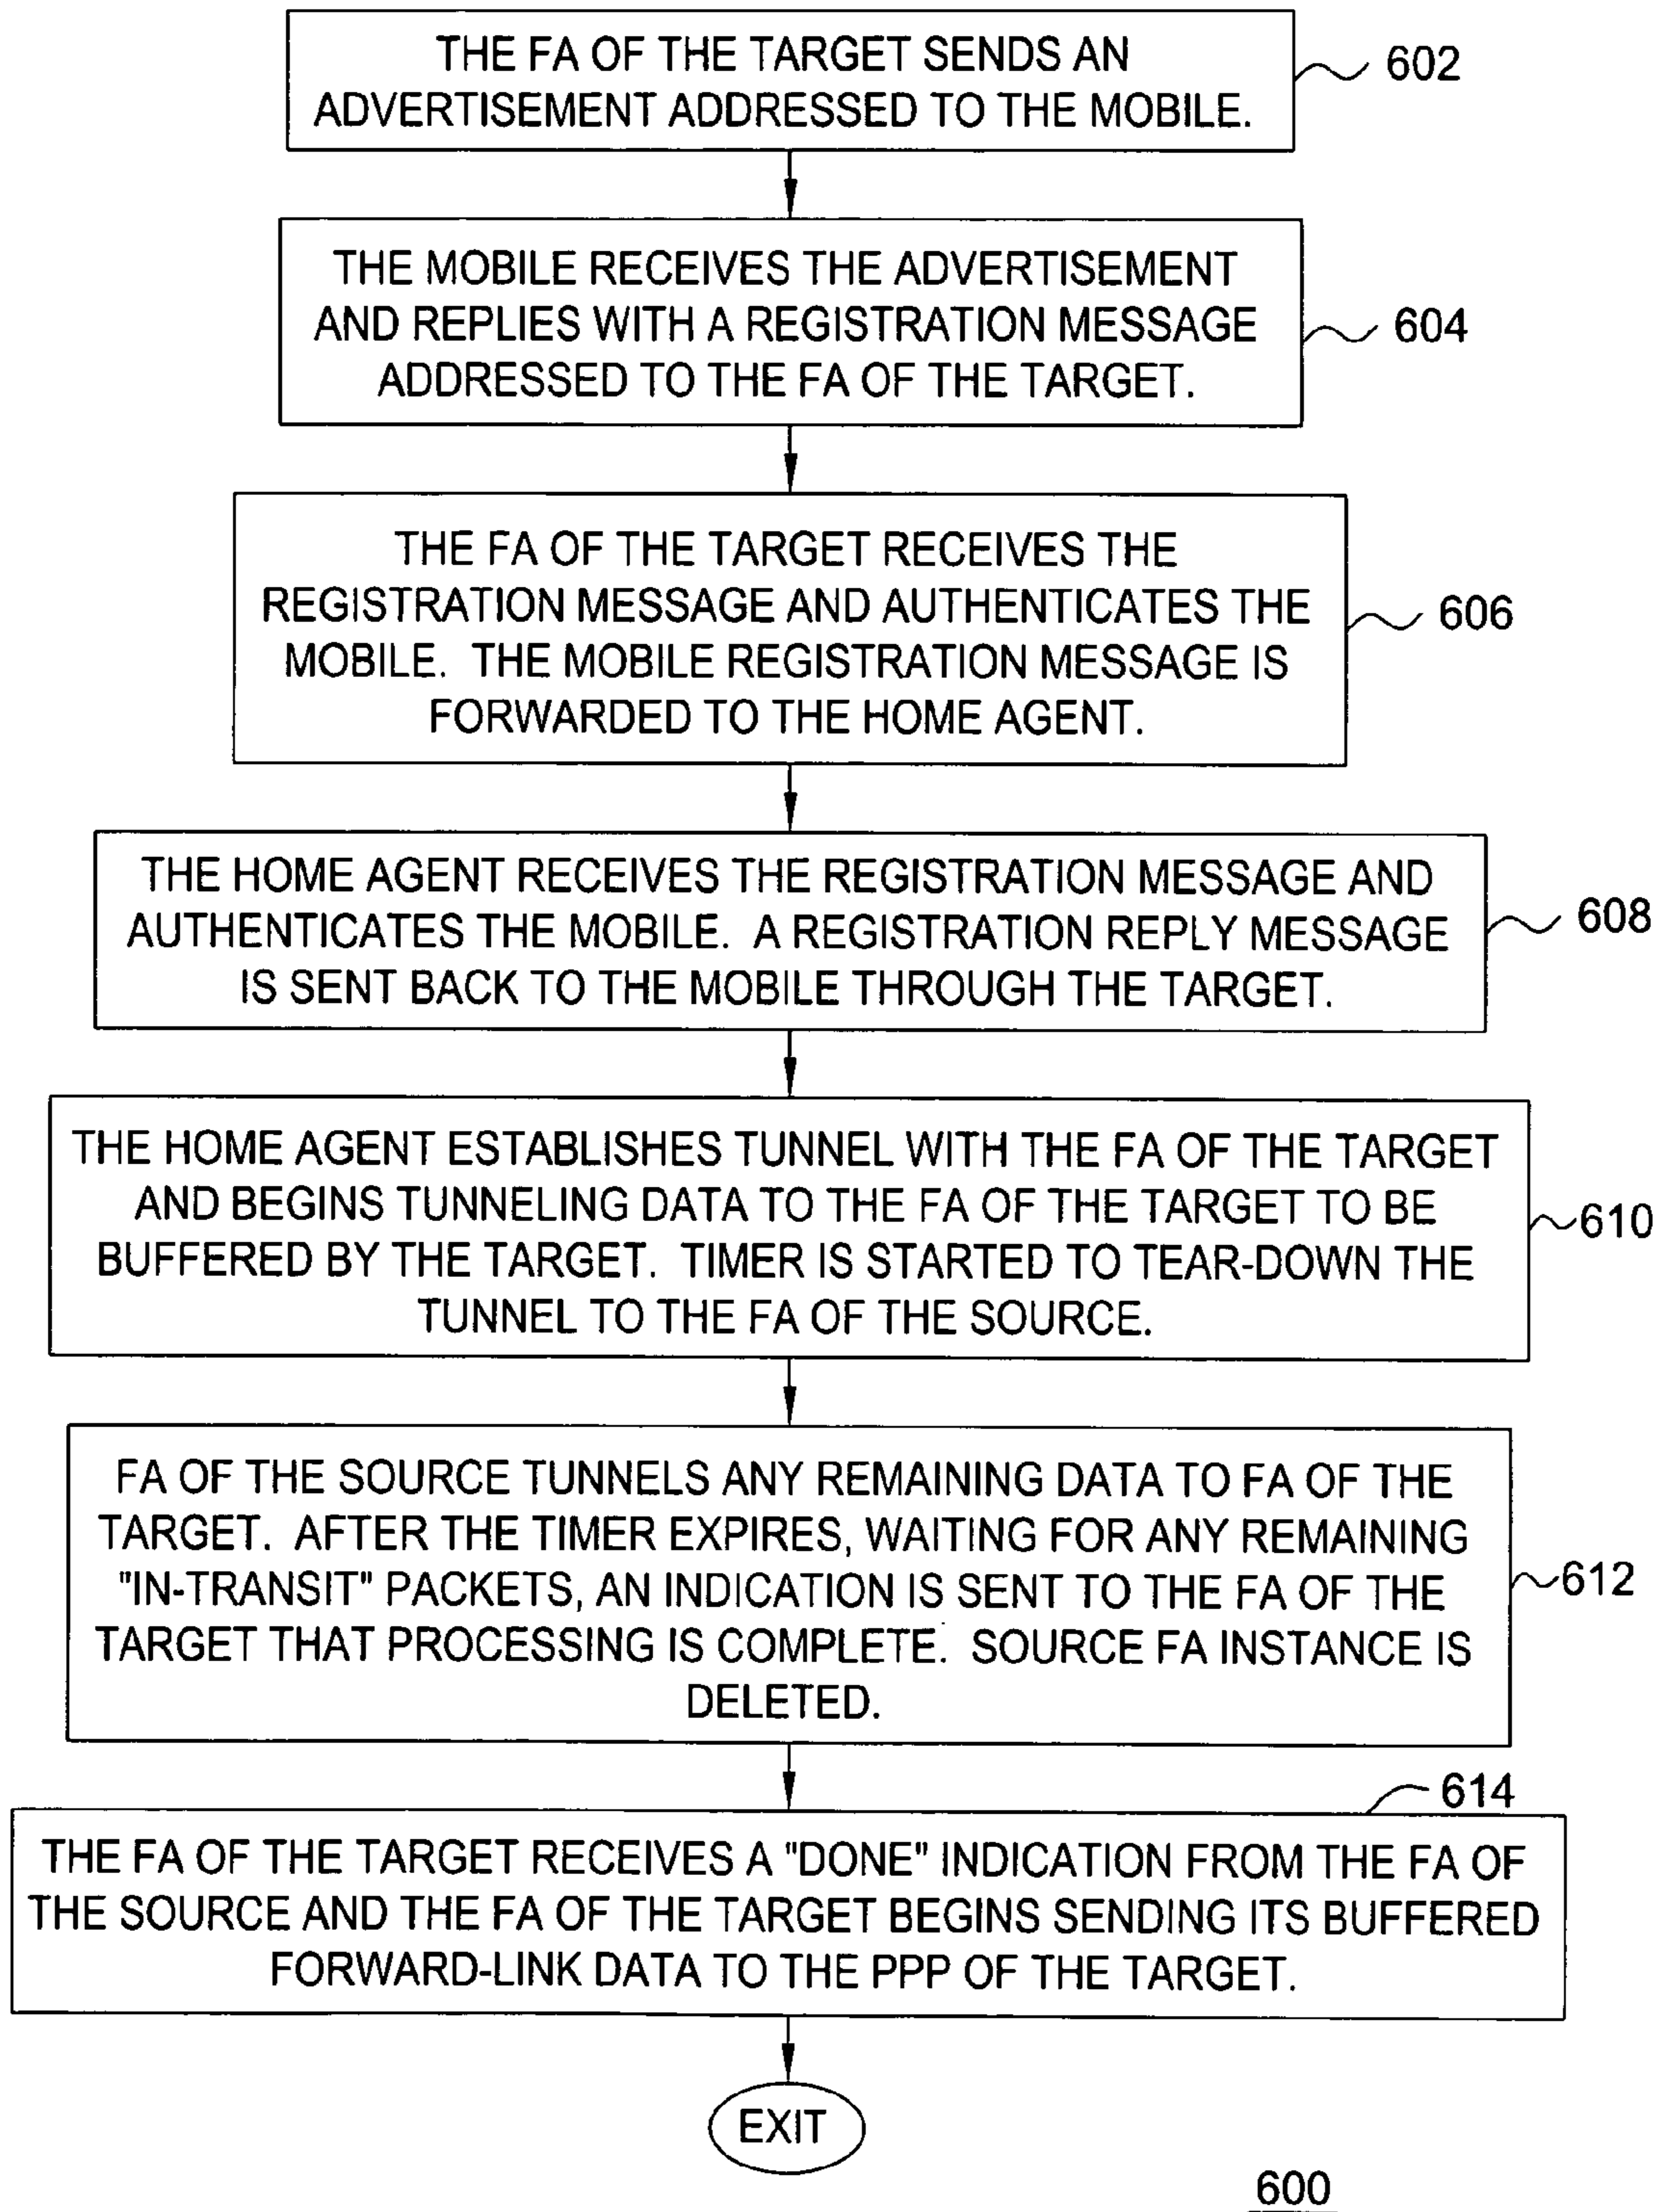 THE FA OF THE TARGET SENDS AN
ADVERTISEMENT ADDRESSED TO THE MOBILE.
602
THE MOBILE RECEIVES THE ADVERTISEMENT
AND REPLIES WITH A REGISTRATION MESSAGE
ADDRESSED TO THE FA OF THE TARGET.
604
THE FA OF THE TARGET RECEIVES THE
REGISTRATION MESSAGE AND AUTHENTICATES THE
MOBILE. THE MOBILE REGISTRATION MESSAGE IS
FORWARDED TO THE HOME AGENT.
606
THE HOME AGENT RECEIVES THE REGISTRATION MESSAGE AND
AUTHENTICATES THE MOBILE. A REGISTRATION REPLY MESSAGE
IS SENT BACK TO THE MOBILE THROUGH THE TARGET.
608
THE HOME AGENT ESTABLISHES TUNNEL WITH THE FA OF THE TARGET
AND BEGINS TUNNELING DATA TO THE FA OF THE TARGET TO BE
BUFFERED BY THE TARGET. TIMER IS STARTED TO TEAR-DOWN THE
TUNNEL TO THE FA OF THE SOURCE.
610
FA OF THE SOURCE TUNNELS ANY REMAINING DATA TO FA OF THE
TARGET. AFTER THE TIMER EXPIRES, WAITING FOR ANY REMAINING
"IN-TRANSIT" PACKETS, AN INDICATION IS SENT TO THE FA OF THE
TARGET THAT PROCESSING IS COMPLETE. SOURCE FA INSTANCE IS
DELETED.
612
614
THE FA OF THE TARGET RECEIVES A "DONE" INDICATION FROM THE FA OF
THE SOURCE AND THE FA OF THE TARGET BEGINS SENDING ITS BUFFERED
FORWARD-LINK DATA TO THE PPP OF THE TARGET.
EXIT
600